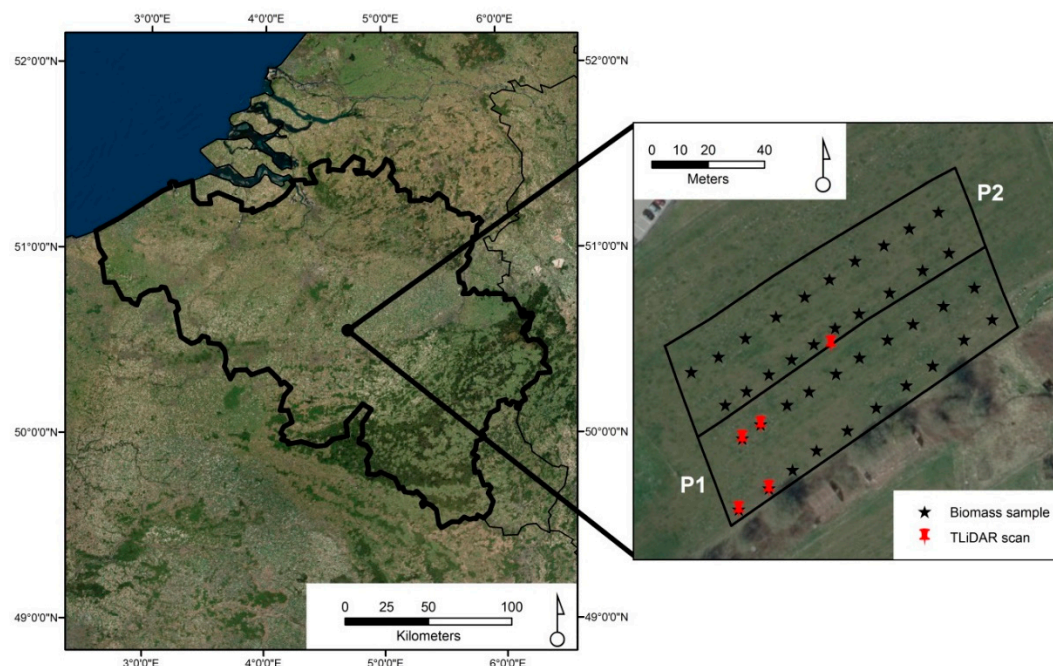 3°0'0"E 4°0'0"E 5°0'0"E 6°0'0"E
52°0'0"N 52°0'0"N
51°0'0"N 51°0'0"N
50°0'0"N 50°0'0"N
49°0'0"N 49°0'0"N
0 25 50 100
Kilometers
3°0'0"E 4°0'0"E 5°0'0"E 6°0'0"E
0 10 20 40
Meters
P2
P1
Biomass sample
TLiDAR scan